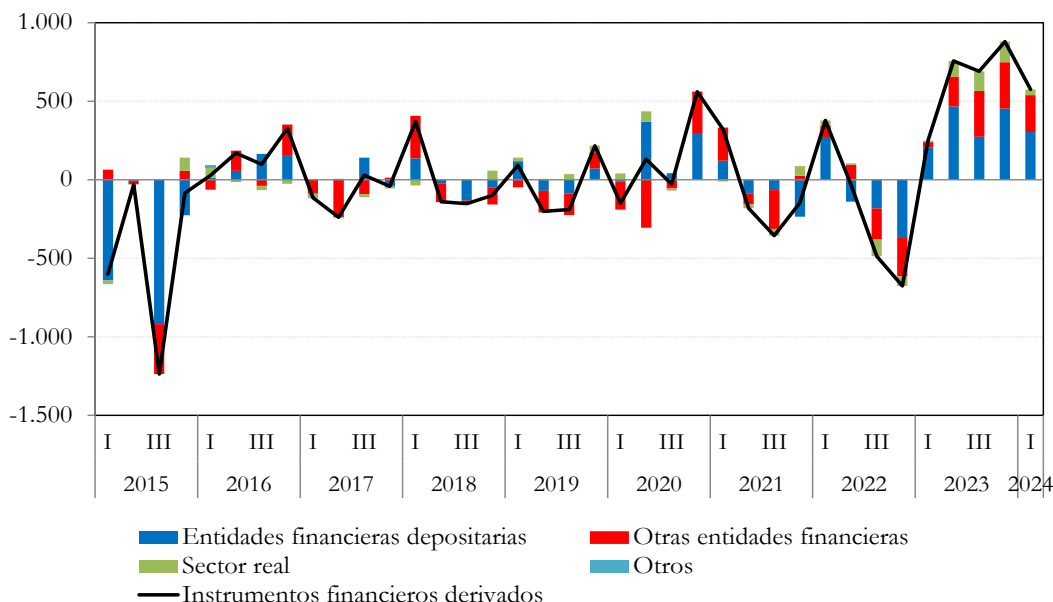 1.000
500
0
-500
-1.000
-1.500
I III I III I III I III I III I III I III I III I III I
2015 2016 2017 2018 2019 2020 2021 2022 2023 2024
Entidades financieras depositarias Otras entidades financieras
Sector real Otros
Instrumentos financieros derivados